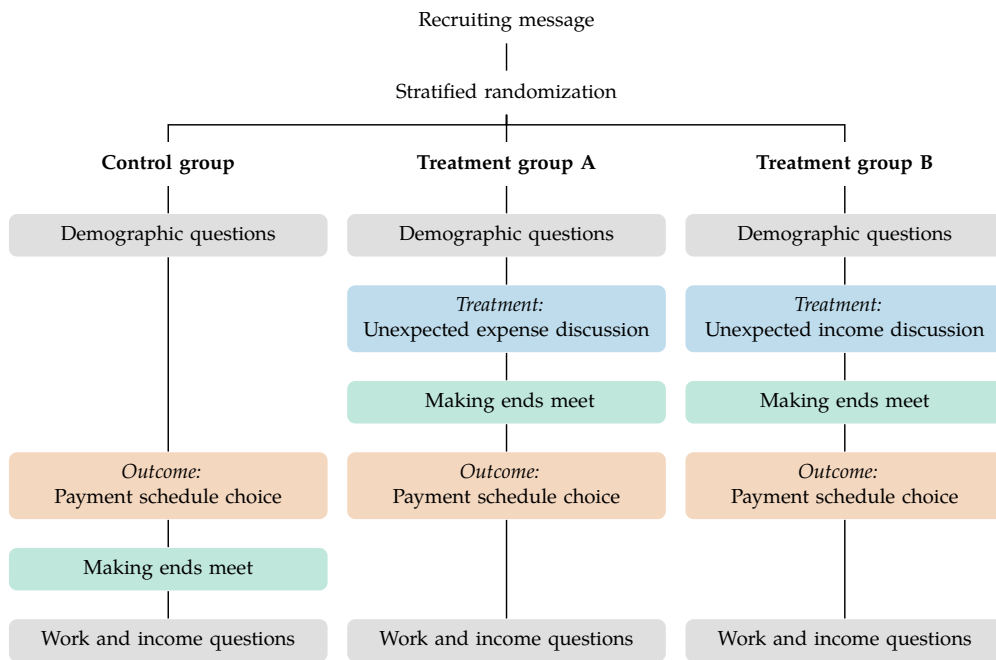 Recruiting message
Stratified randomization
Control group
Treatment group A
Treatment group B
Demographic questions
Demographic questions
Demographic questions
Treatment:
Unexpected expense discussion
Treatment:
Unexpected income discussion
Making ends meet
Making ends meet
Outcome:
Payment schedule choice
Outcome:
Payment schedule choice
Outcome:
Payment schedule choice
Making ends meet
Work and income questions
Work and income questions
Work and income questions